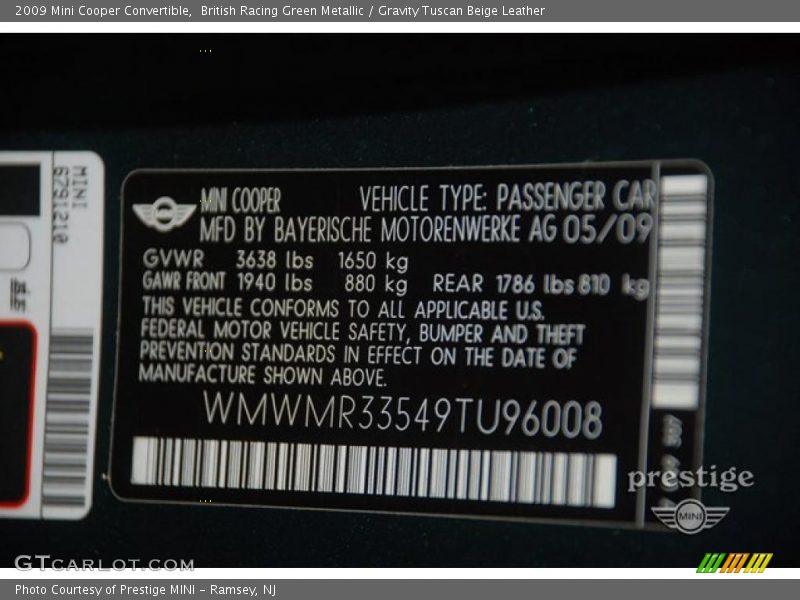 2009 Mini Cooper Convertible,  British Racing Green Metallic / Gravity Tuscan Beige Leather
MINI
6791210
lbs
MINI COOPER VEHICLE TYPE: PASSENGER CAR
MFD BY BAYERISCHE MOTORENWERKE AG 05/09
GVWR 3638 lbs 1650 kg
GAWR FRONT 1940 lbs 880 kg REAR 1786 lbs 810 kg
THIS VEHICLE CONFORMS TO ALL APPLICABLE U.S.
FEDERAL MOTOR VEHICLE SAFETY, BUMPER AND THEFT
PREVENTION STANDARDS IN EFFECT ON THE DATE OF
MANUFACTURE SHOWN ABOVE.
WMWMR33549TU96008
prestige
MINI
GTCARLOT.COM
Photo Courtesy of Prestige MINI – Ramsey, NJ